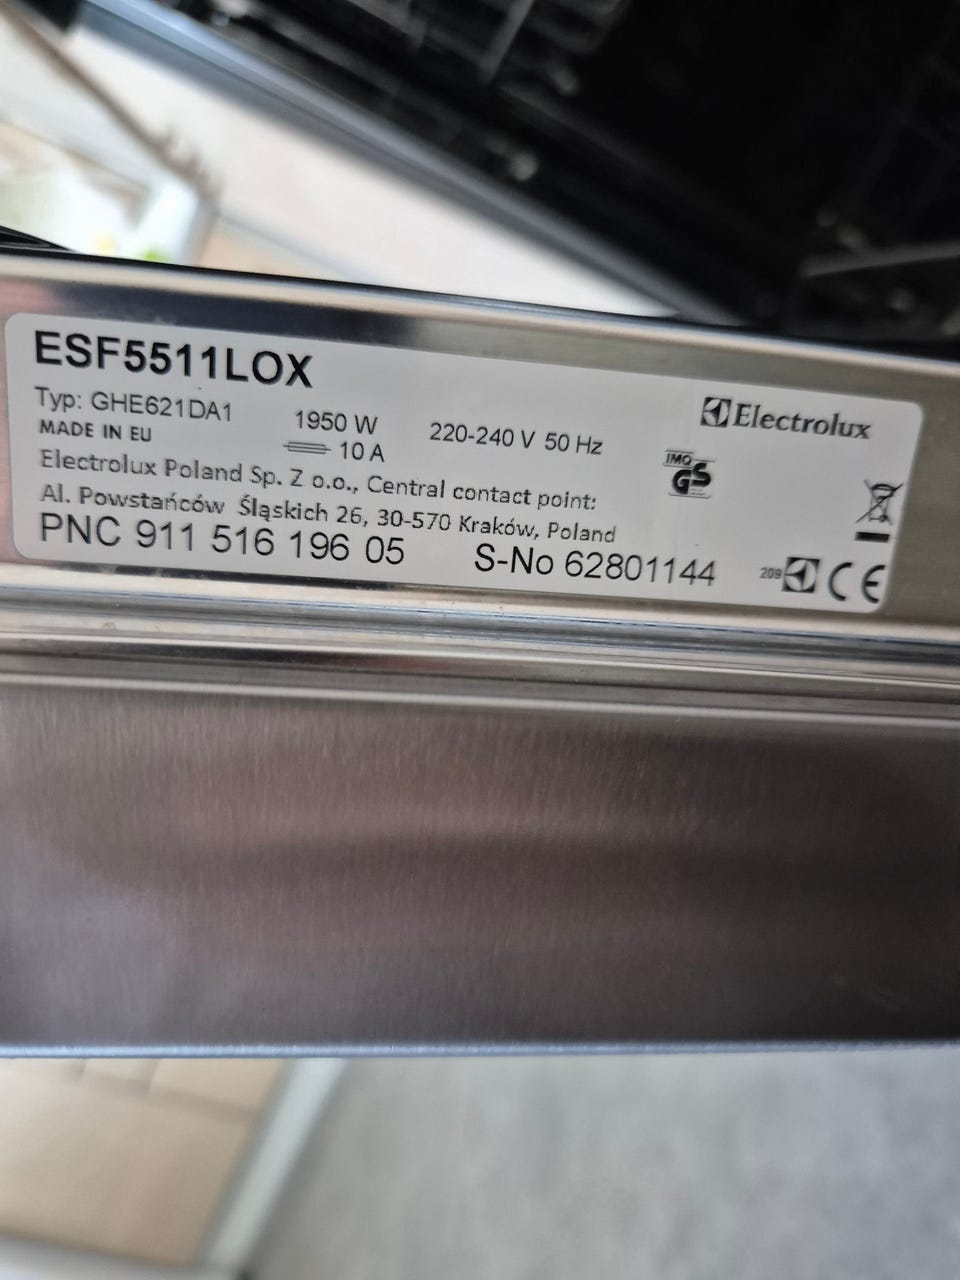 ESF5511LOX
Typ: GHE621DA1
1950 W
220-240 V 50 Hz
Electrolux
MADE IN EU
10 A
IMQ
GS
Electrolux Poland Sp. Z o.o., Central contact point:
Al. Powstańców Śląskich 26, 30-570 Kraków, Poland
PNC 911 516 196 05
S-No 62801144
209
CE